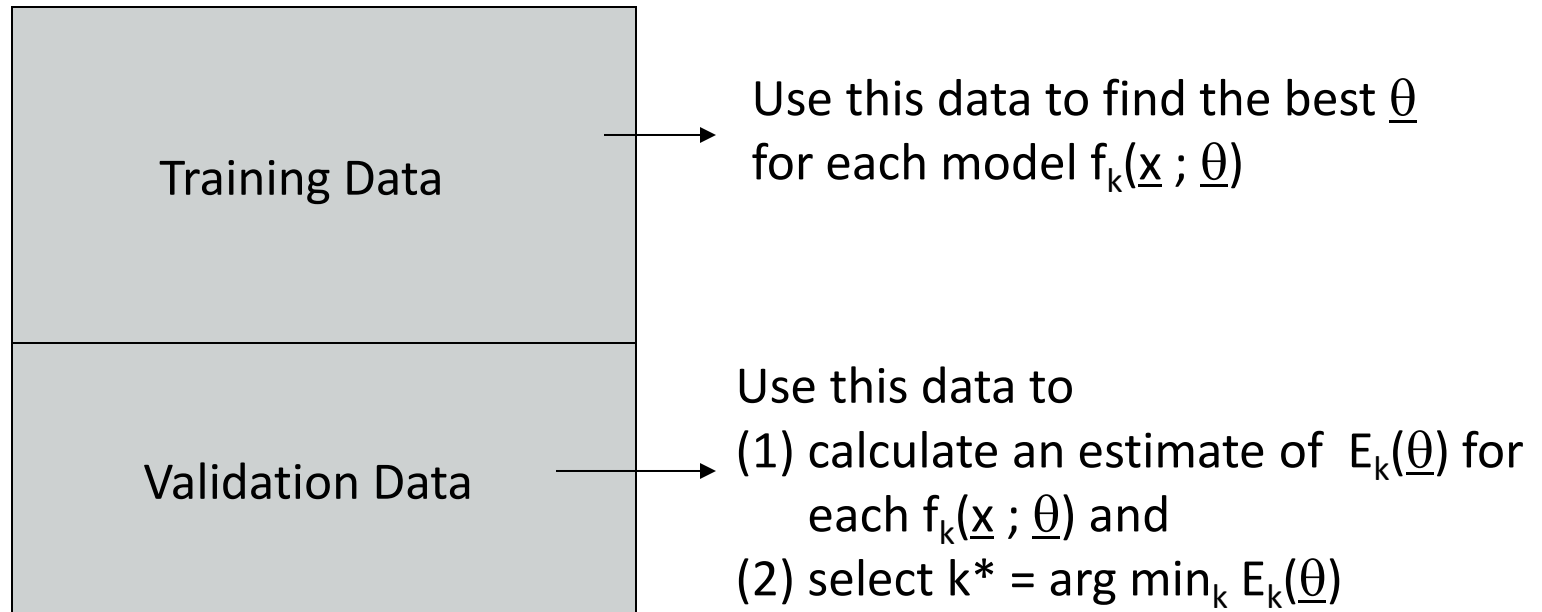 Training Data
Use this data to find the best θ
for each model fₖ(x ; θ)
Validation Data
Use this data to
(1) calculate an estimate of Eₖ(θ) for
each fₖ(x ; θ) and
(2) select k* = arg minₖ Eₖ(θ)